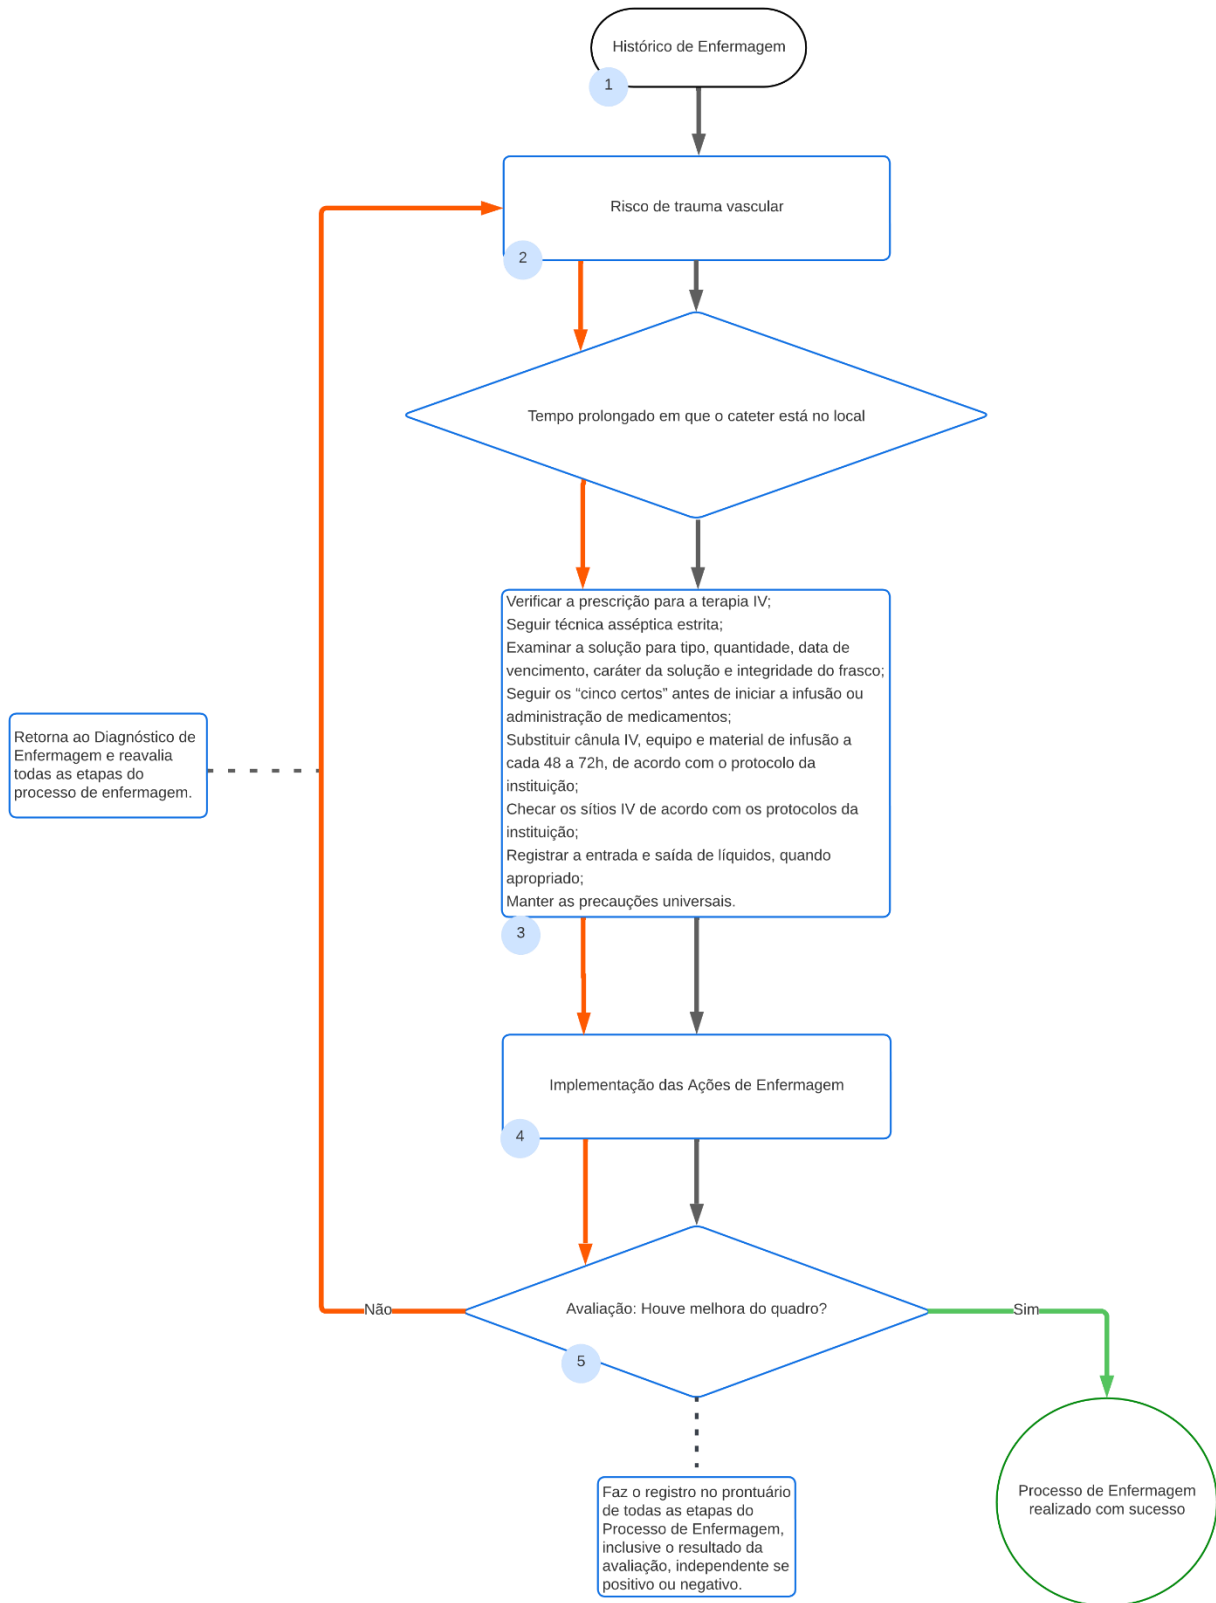 Histórico de Enfermagem
1
Risco de trauma vascular
2
Tempo prolongado em que o cateter está no local
Verificar a prescrição para a terapia IV;
Seguir técnica asséptica estrita;
Examinar a solução para tipo, quantidade, data de
vencimento, caráter da solução e integridade do frasco;
Seguir os “cinco certos” antes de iniciar a infusão ou
administração de medicamentos;
Substituir cânula IV, equipo e material de infusão a
cada 48 a 72h, de acordo com o protocolo da
instituição;
Checar os sítios IV de acordo com os protocolos da
instituição;
Registrar a entrada e saída de líquidos, quando
apropriado;
Manter as precauções universais.
3
Retorna ao Diagnóstico de
Enfermagem e reavalia
todas as etapas do
processo de enfermagem.
Implementação das Ações de Enfermagem
4
Avaliação: Houve melhora do quadro?
Não
Sim
5
Faz o registro no prontuário
de todas as etapas do
Processo de Enfermagem,
inclusive o resultado da
avaliação, independente se
positivo ou negativo.
Processo de Enfermagem
realizado com sucesso